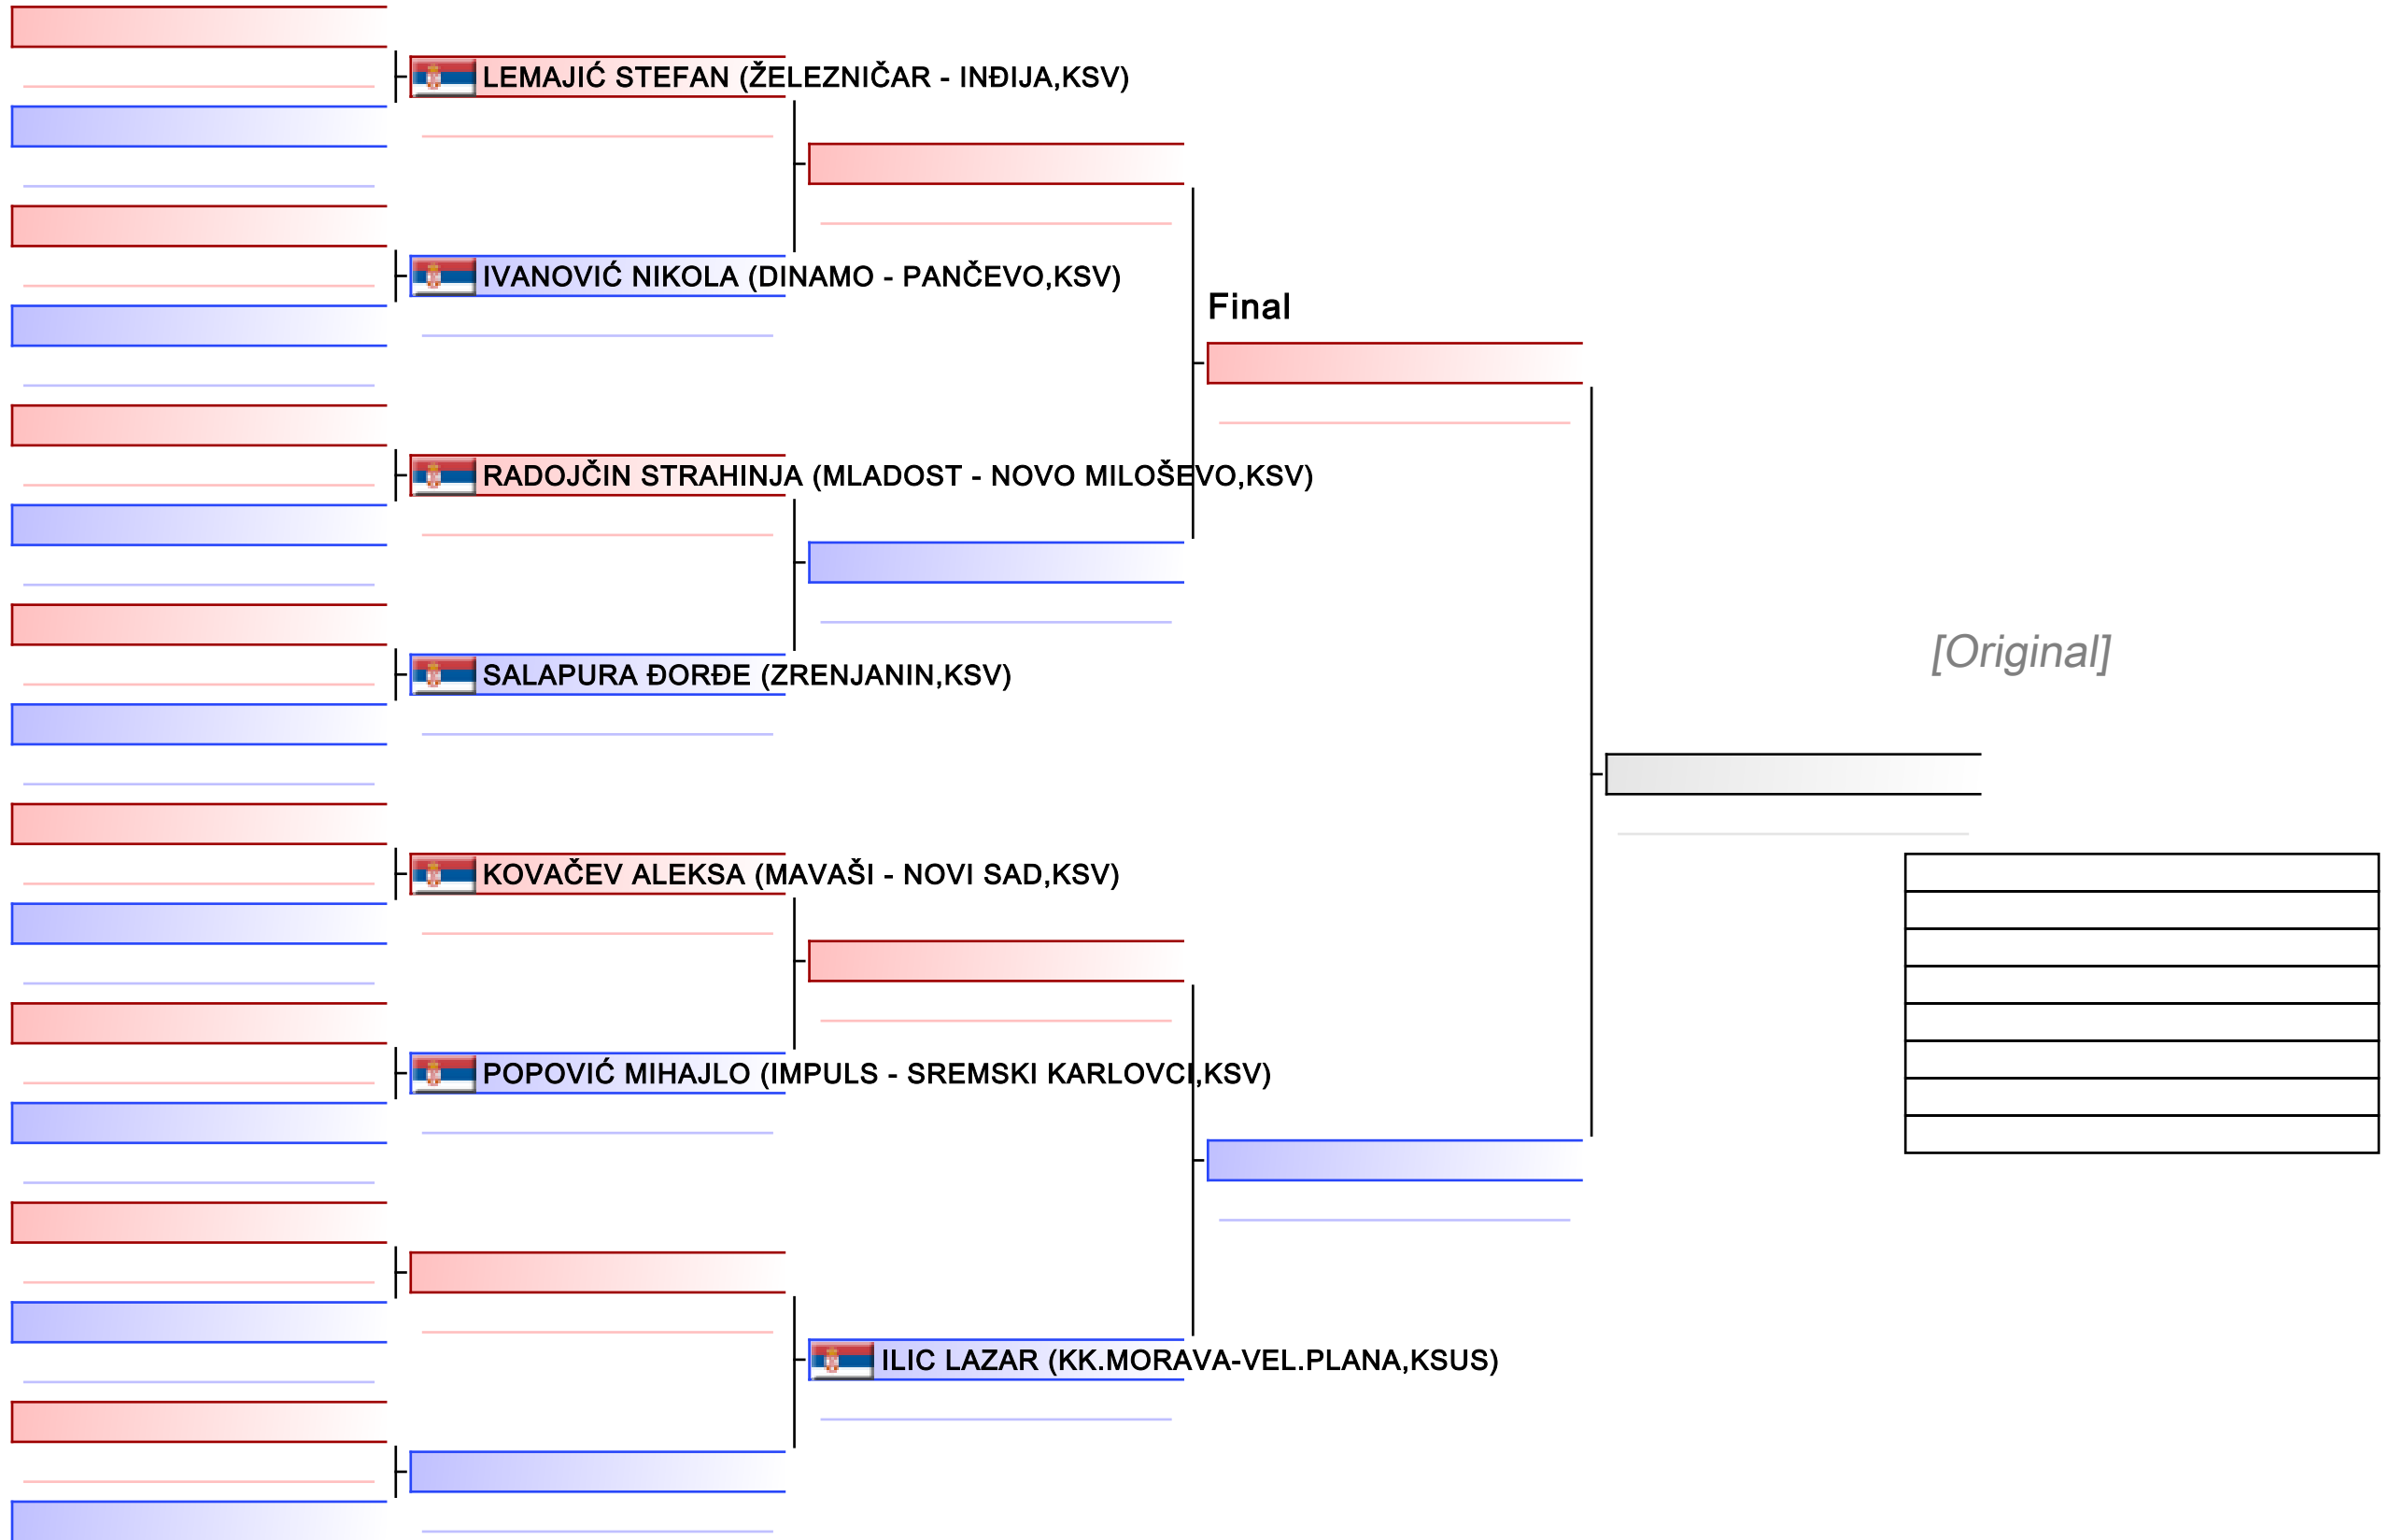 LEMAJIĆ STEFAN (ŽELEZNIČAR - INĐIJA,KSV)
IVANOVIĆ NIKOLA (DINAMO - PANČEVO,KSV)
Final
RADOJČIN STRAHINJA (MLADOST - NOVO MILOŠEVO,KSV)
[Original]
SALAPURA ĐORĐE (ZRENJANIN,KSV)
KOVAČEV ALEKSA (MAVAŠI - NOVI SAD,KSV)
POPOVIĆ MIHAJLO (IMPULS - SREMSKI KARLOVCI,KSV)
ILIC LAZAR (KK.MORAVA-VEL.PLANA,KSUS)